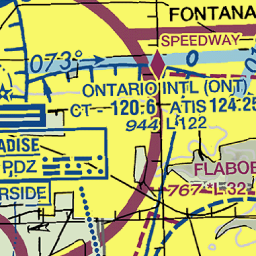 FONTANA
SPEEDWAY
073°
ONTARIO INTL (ONT)
CT - 120.6 ATIS 124.25
944 L 122
ADISE
PDZ
FLABOB
ERSIDE
767 L 32